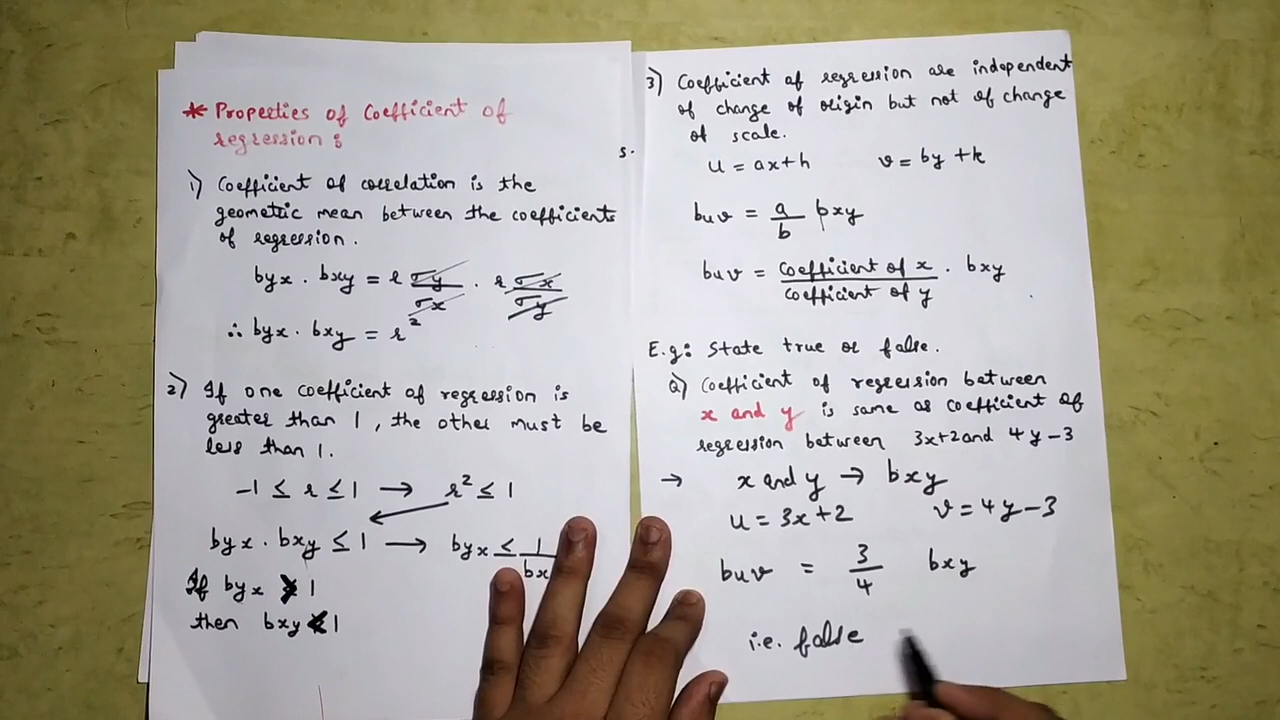 * Properties of Coefficient of
regression :
1) Coefficient of correlation is the
geometric mean between the coefficients
of regression.
byx . bxy = r σy/σx . r σx/σy
∴ byx . bxy = r²
2) If one coefficient of regression is
greater than 1, the other must be
less than 1.
-1 ≤ r ≤ 1 → r² ≤ 1
byx . bxy ≤ 1 → byx ≤ 1/bx
If byx > 1
then bxy < 1
5.
3) Coefficient of regression are independent
of change of origin but not of change
of scale.
u = ax+h v = by +k
buv = a/b bxy
buv = coefficient of x/coefficient of y . bxy
E.g: State true or false.
Q) Coefficient of regression between
x and y is same as coefficient of
regression between 3x+2 and 4y-3
→ x and y → bxy
u = 3x+2 v = 4y-3
buv = 3/4 bxy
i.e. false